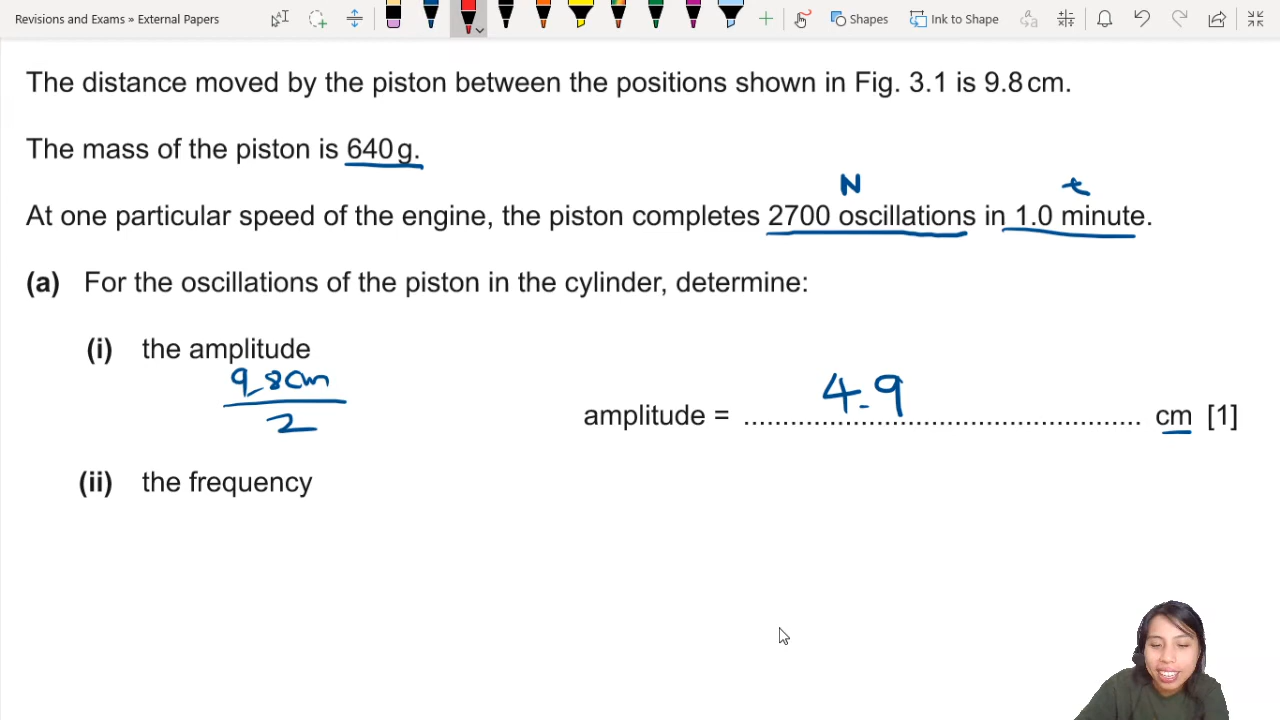 Revisions and Exams » External Papers
Shapes
Ink to Shape
The distance moved by the piston between the positions shown in Fig. 3.1 is 9.8 cm.
The mass of the piston is 640 g.
N t
At one particular speed of the engine, the piston completes 2700 oscillations in 1.0 minute.
(a) For the oscillations of the piston in the cylinder, determine:
(i) the amplitude
9.8cm
2
4.9
amplitude = ................................................... cm [1]
(ii) the frequency